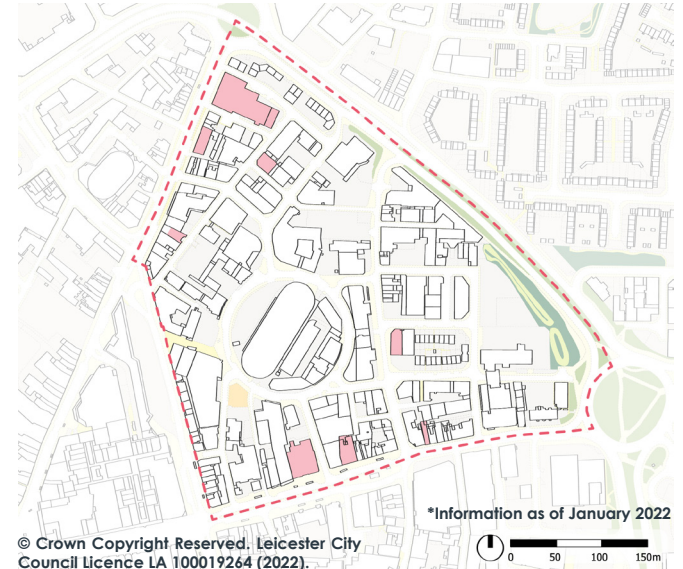 *Information as of January 2022
© Crown Copyright Reserved. Leicester City
Council Licence LA 100019264 (2022).
0 50 100 150m